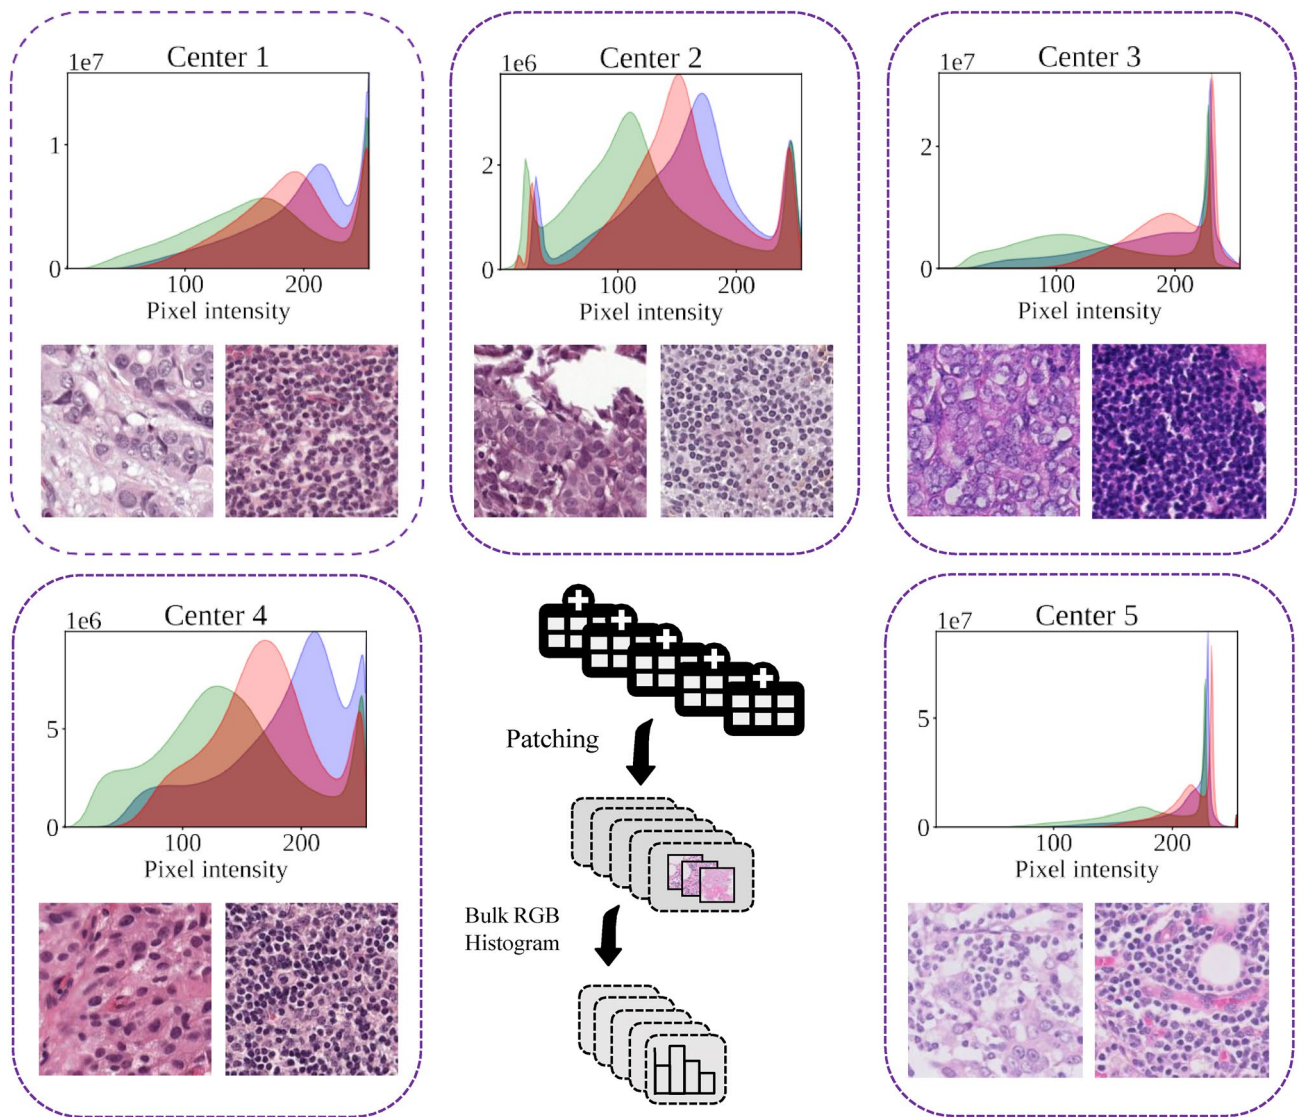 Center 1
1e7
1
0
100
200
Pixel intensity
Center 2
1e6
2
0
100
200
Pixel intensity
Center 3
1e7
2
0
100
200
Pixel intensity
Center 4
1e6
5
0
100
200
Pixel intensity
Patching
Bulk RGB
Histogram
Center 5
1e7
5
0
100
200
Pixel intensity